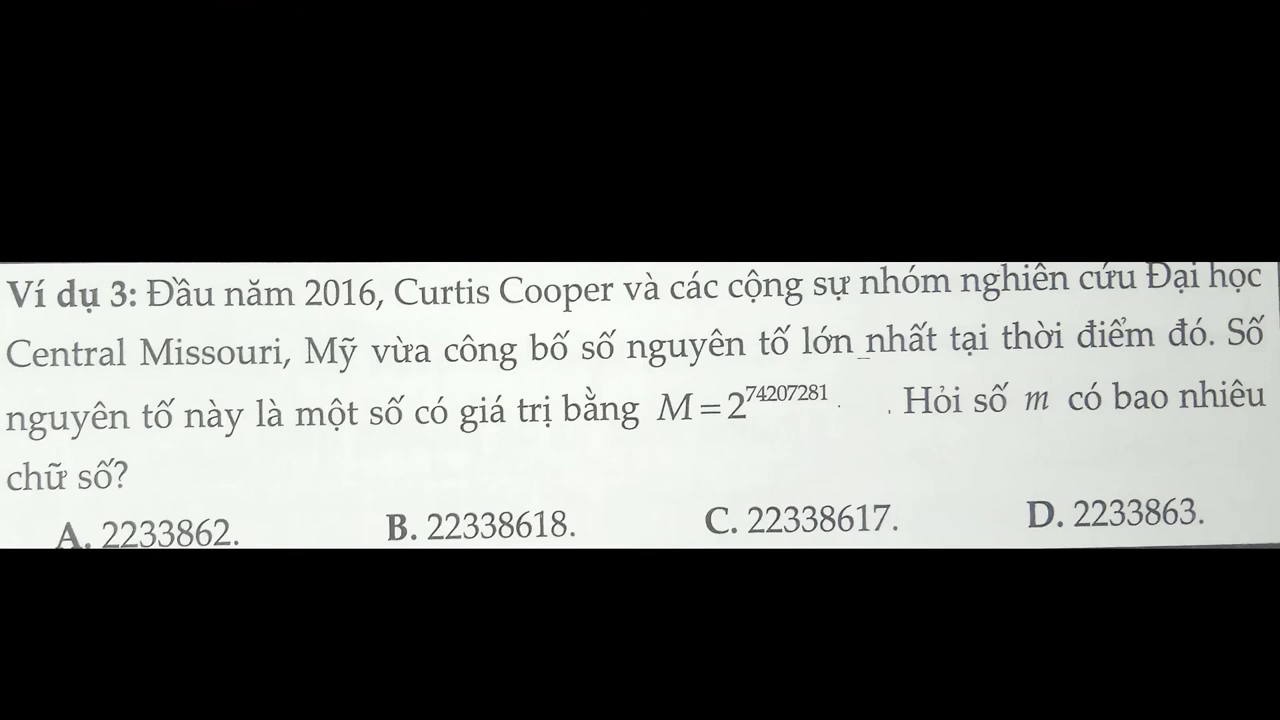 Ví dụ 3: Đầu năm 2016, Curtis Cooper và các cộng sự nhóm nghiên cứu Đại học
Central Missouri, Mỹ vừa công bố số nguyên tố lớn nhất tại thời điểm đó. Số
nguyên tố này là một số có giá trị bằng M = 2^74207281 . . Hỏi số m có bao nhiêu
chữ số?
A. 2233862. B. 22338618. C. 22338617. D. 2233863.